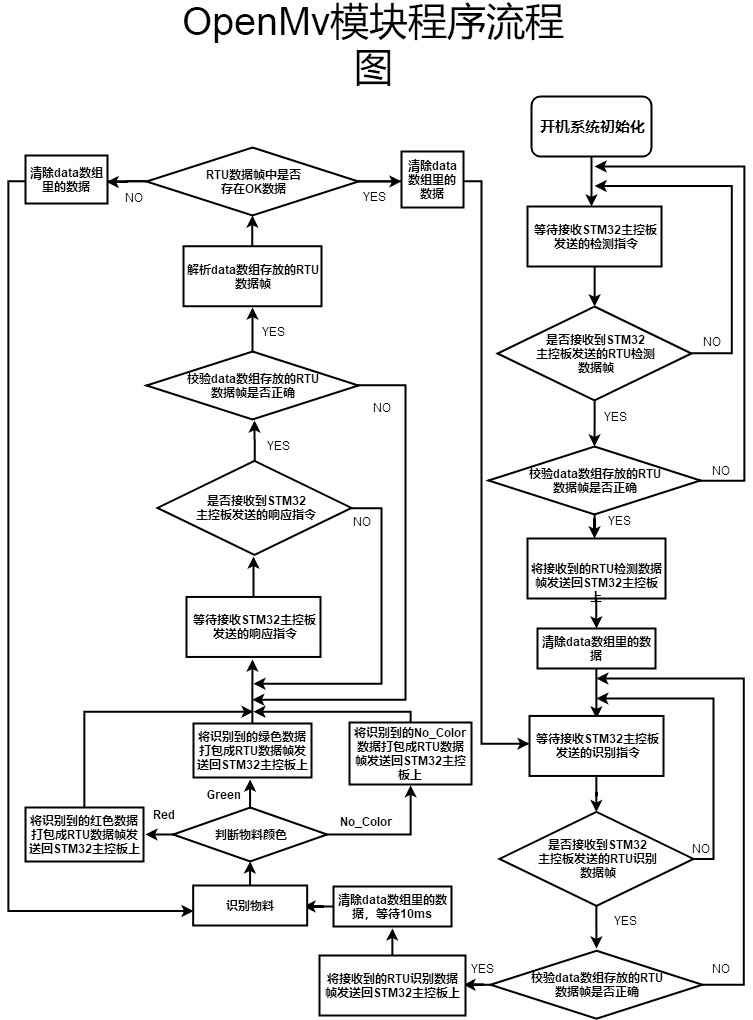 OpenMv模块程序流程
图
开机系统初始化
等待接收STM32主控板
发送的检测指令
是否接收到STM32
主控板发送的RTU检测
数据帧
NO
YES
校验data数组存放的RTU
数据帧是否正确
NO
YES
将接收到的RTU检测数据
帧发送回STM32主控板
上
清除data数组里的数
据
等待接收STM32主控板
发送的识别指令
是否接收到STM32
主控板发送的RTU识别
数据帧
NO
YES
校验data数组存放的RTU
数据帧是否正确
NO
YES
将接收到的RTU识别数据
帧发送回STM32主控板上
清除data数组里的数
据，等待10ms
识别物料
判断物料颜色
Red
Green
No_Color
将识别到的红色数据
打包成RTU数据帧发
送回STM32主控板上
将识别到的绿色数据
打包成RTU数据帧发
送回STM32主控板上
将识别到的No_Color
数据打包成RTU数据
帧发送回STM32主控
板上
等待接收STM32主控板
发送的响应指令
是否接收到STM32
主控板发送的响应指令
NO
YES
校验data数组存放的RTU
数据帧是否正确
NO
YES
解析data数组存放的RTU
数据帧
RTU数据帧中是否
存在OK数据
NO
YES
清除data数组
里的数据
清除data
数组里的
数据